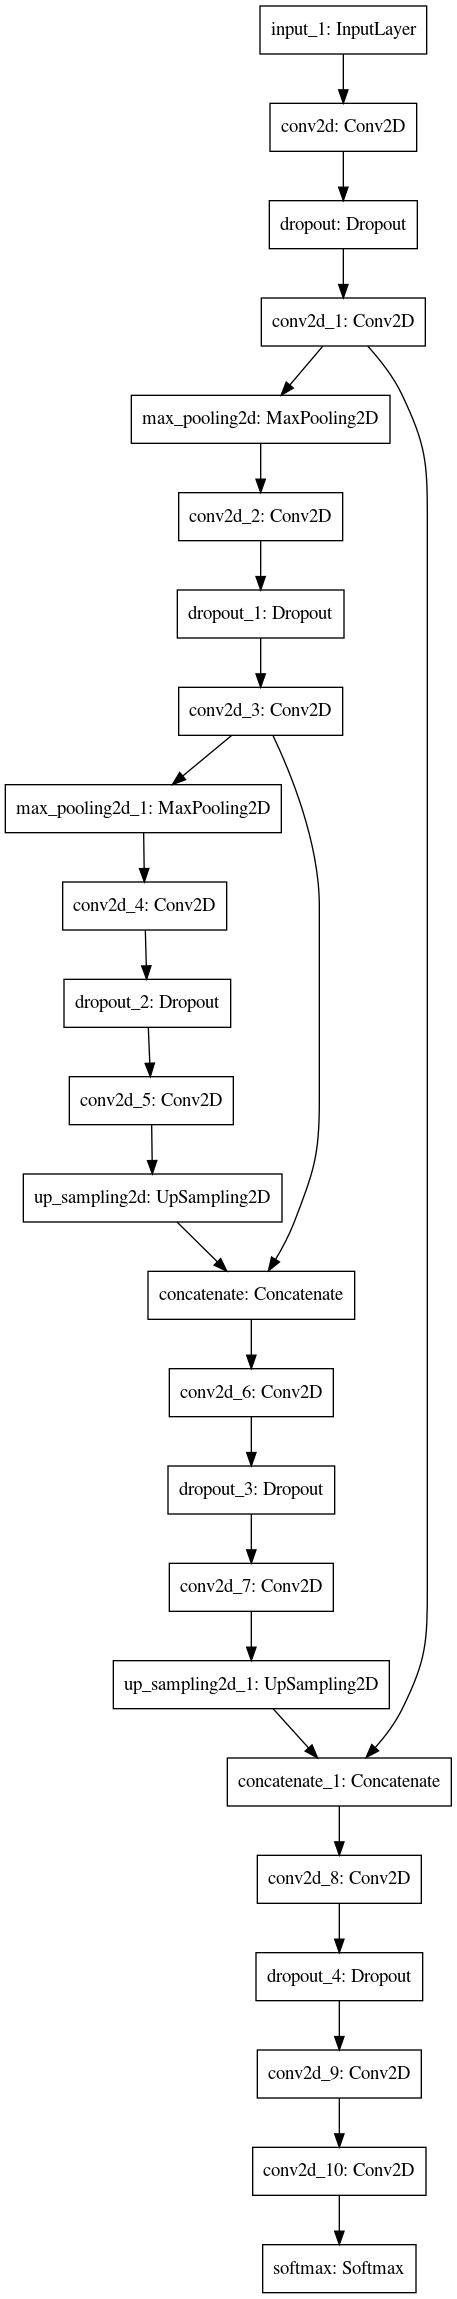 input_1: InputLayer
conv2d: Conv2D
dropout: Dropout
conv2d_1: Conv2D
max_pooling2d: MaxPooling2D
conv2d_2: Conv2D
dropout_1: Dropout
conv2d_3: Conv2D
max_pooling2d_1: MaxPooling2D
conv2d_4: Conv2D
dropout_2: Dropout
conv2d_5: Conv2D
up_sampling2d: UpSampling2D
concatenate: Concatenate
conv2d_6: Conv2D
dropout_3: Dropout
conv2d_7: Conv2D
up_sampling2d_1: UpSampling2D
concatenate_1: Concatenate
conv2d_8: Conv2D
dropout_4: Dropout
conv2d_9: Conv2D
conv2d_10: Conv2D
softmax: Softmax